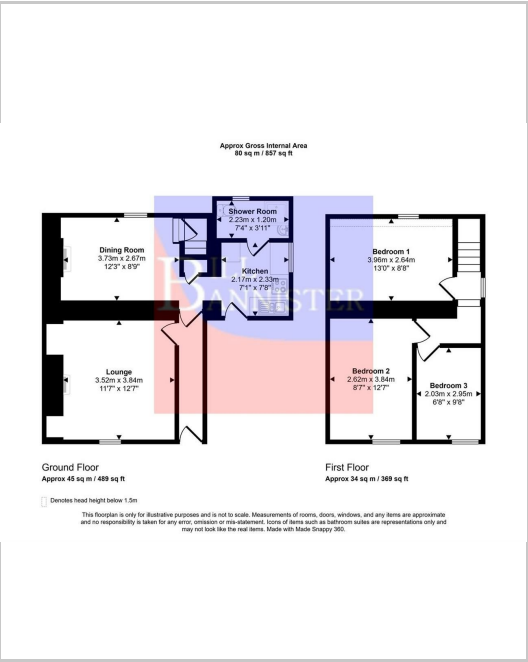 Approx Gross Internal Area
80 sq m / 857 sq ft
Shower Room
2.23m x 1.20m
7'4" x 3'11"
Dining Room
3.73m x 2.67m
12'3" x 8'9"
Kitchen
2.17m x 2.33m
7'1" x 7'8"
Bedroom 1
3.96m x 2.64m
13'0" x 8'8"
BILL
BANNISTER
Lounge
3.52m x 3.84m
11'7" x 12'7"
Bedroom 2
2.62m x 3.84m
8'7" x 12'7"
Bedroom 3
2.03m x 2.95m
6'8" x 9'8"
Ground Floor
Approx 45 sq m / 489 sq ft
First Floor
Approx 34 sq m / 369 sq ft
Denotes head height below 1.5m
This floorplan is only for illustrative purposes and is not to scale. Measurements of rooms, doors, windows, and any items are approximate
and no responsibility is taken for any error, omission or mis-statement. Icons of items such as bathroom suites are representations only and
may not look like the real items. Made with Made Snappy 360.